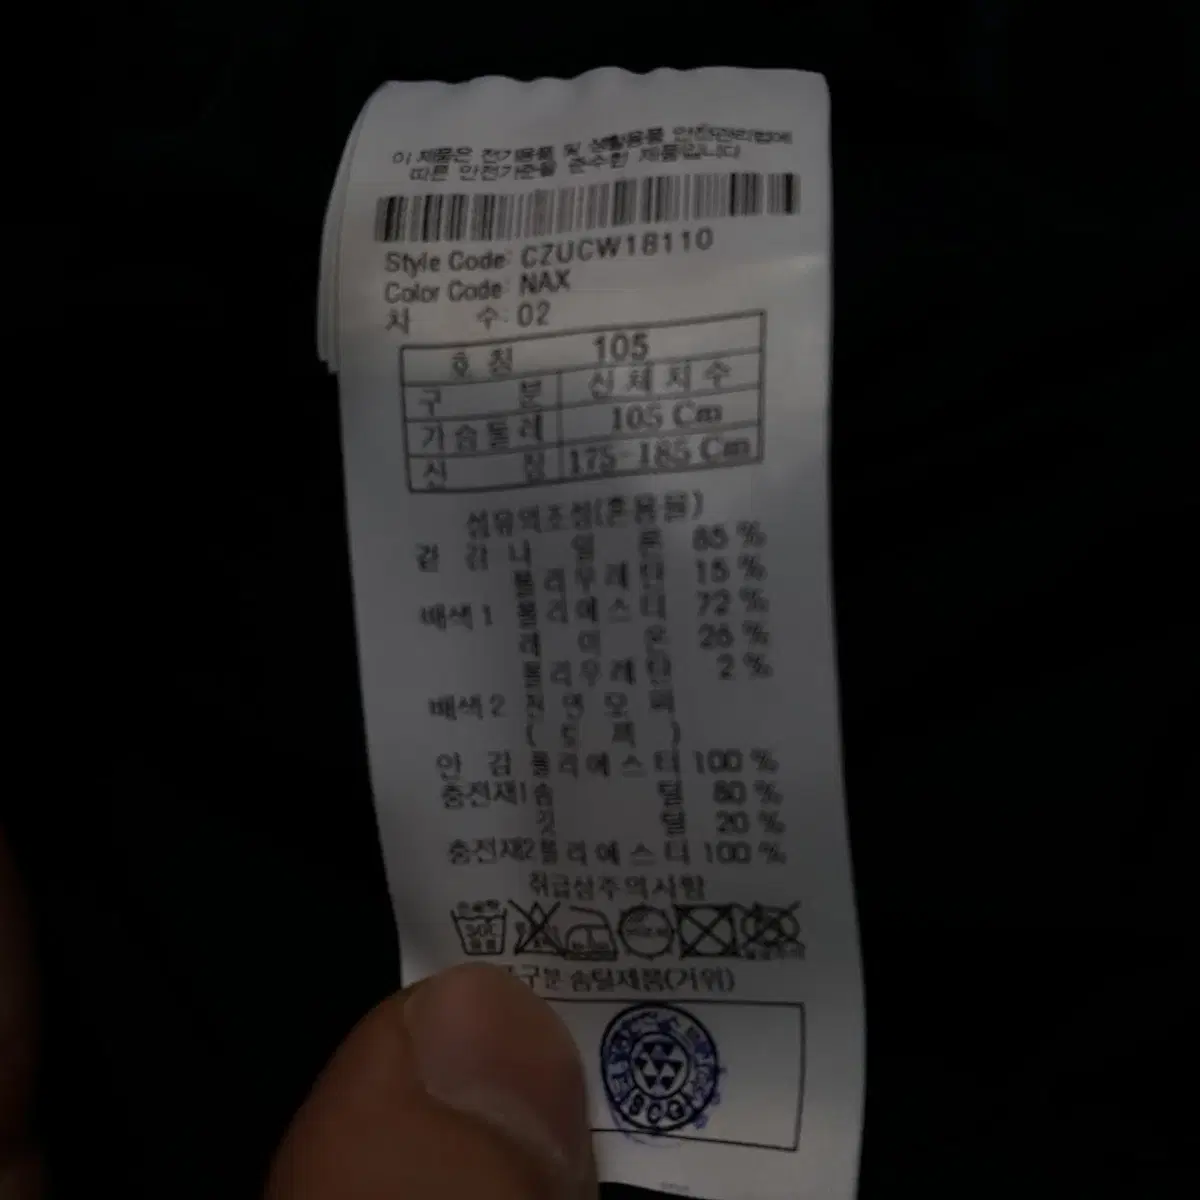 이 제품은 전기용품 및 생활용품 안전관리법에
따른 안전기준을 준수한 제품입니다
Style Code: CZUCW18110
Color Code: NAX
차 수: 02
호 칭 105
구 분 신 체 치 수
가 슴 둘 레 105 Cm
신 장 175-185 Cm
섬유의조성(혼용율)
겉 감 나 일 론 85 %
폴 리 우 레 탄 15 %
배색 1 폴 리 에 스 터 72 %
레 이 온 26 %
폴 리 우 레 탄 2 %
배색 2 천 연 모 피
안 감 폴 리 에 스 터 100 %
충전재1 솜 털 80 %
깃 털 20 %
충전재2 폴 리 에 스 터 100 %
취급상주의사항
구분 솜털제품(거위)